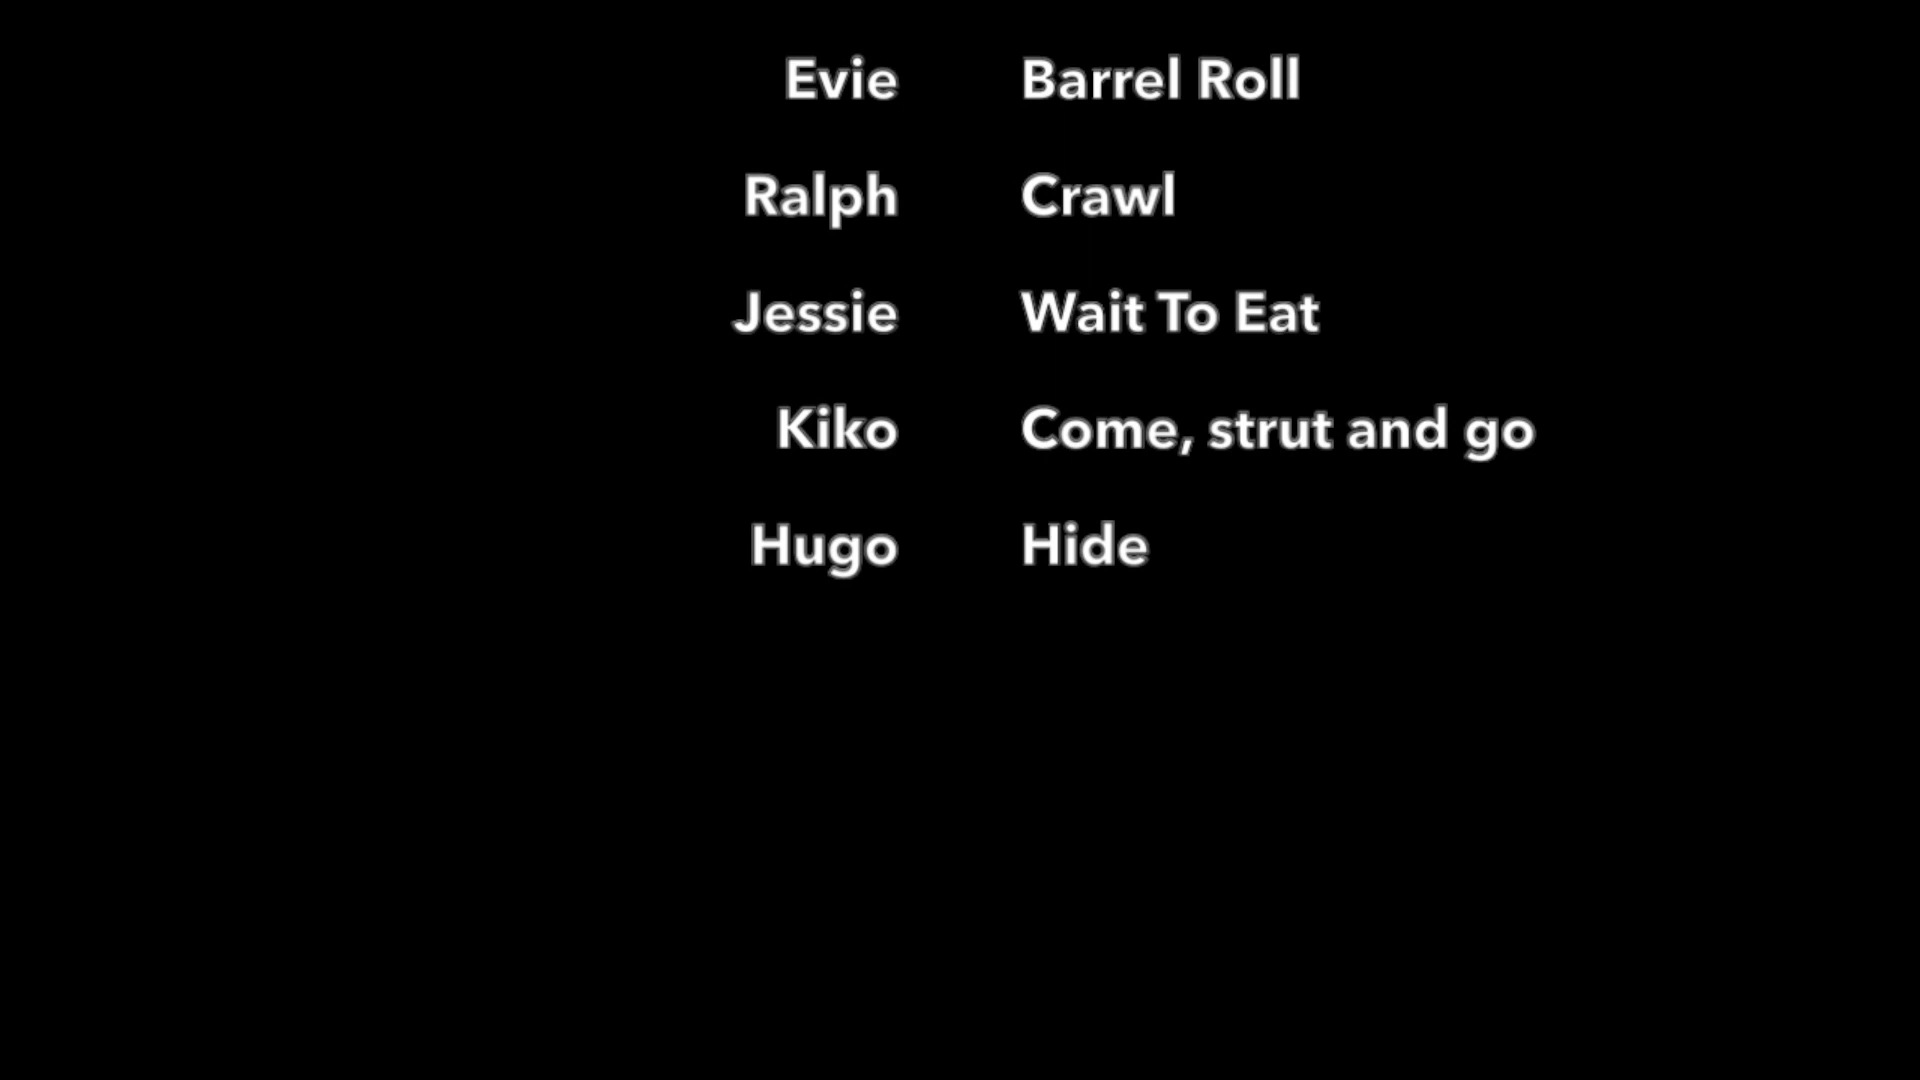 Evie Barrel Roll
Ralph Crawl
Jessie Wait To Eat
Kiko Come, strut and go
Hugo Hide